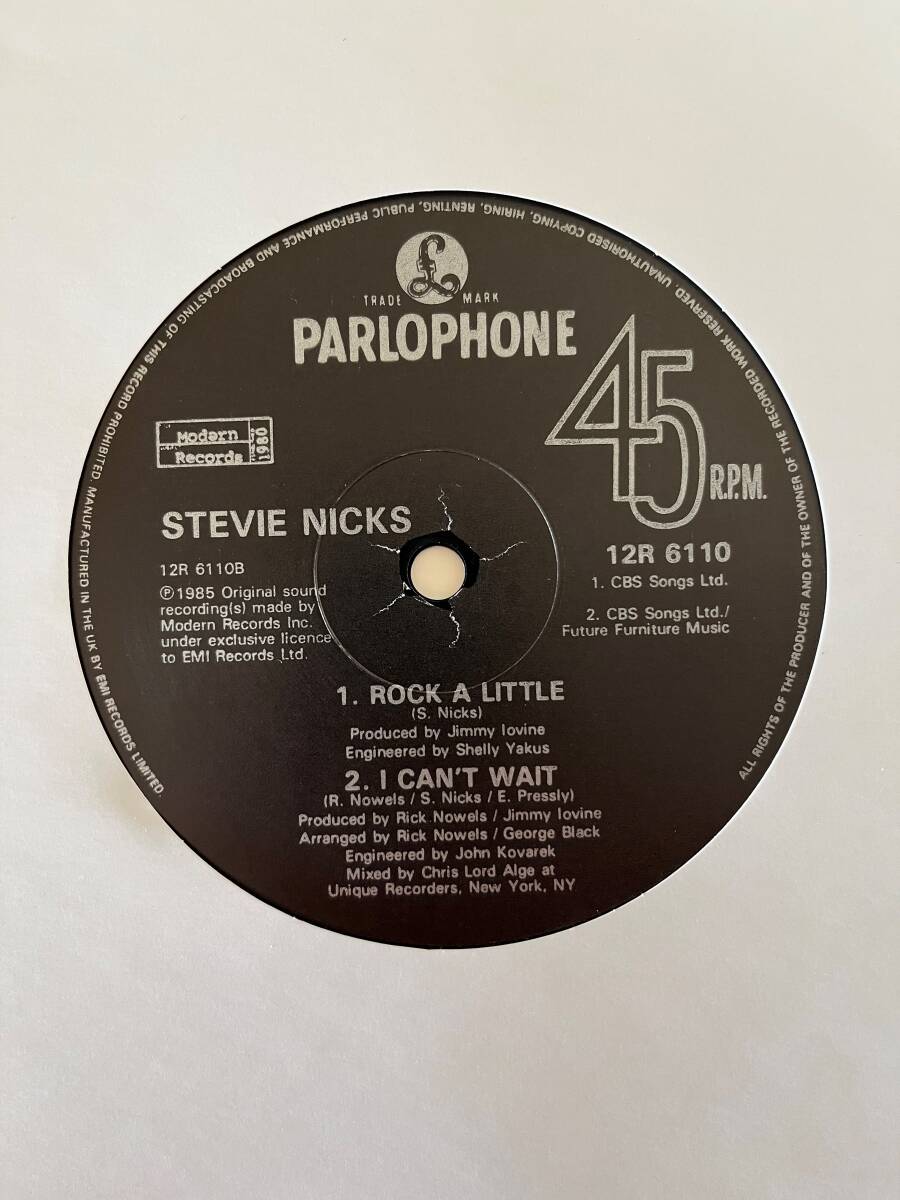 UNAUTHORISED COPYING, HIRING, RENTING, PUBLIC PERFORMANCE AND BROADCASTING OF THIS RECORD PROHIBITED. MANUFACTURED IN THE UK BY EMI RECORDS LIMITED.
ALL RIGHTS OF THE PRODUCER AND OF THE OWNER OF THE RECORDED WORK RESERVED.
£
TRADE MARK
PARLOPHONE
45 R.P.M.
Modern
Records
1980
STEVIE NICKS
12R 6110B
℗1985 Original sound
recording(s) made by
Modern Records Inc.
under exclusive licence
to EMI Records Ltd.
12R 6110
1. CBS Songs Ltd.
2. CBS Songs Ltd./
Future Furniture Music
1. ROCK A LITTLE
(S. Nicks)
Produced by Jimmy Iovine
Engineered by Shelly Yakus
2. I CAN'T WAIT
(R. Nowels / S. Nicks / E. Pressly)
Produced by Rick Nowels / Jimmy Iovine
Arranged by Rick Nowels / George Black
Engineered by John Kovarek
Mixed by Chris Lord Alge at
Unique Recorders, New York, NY